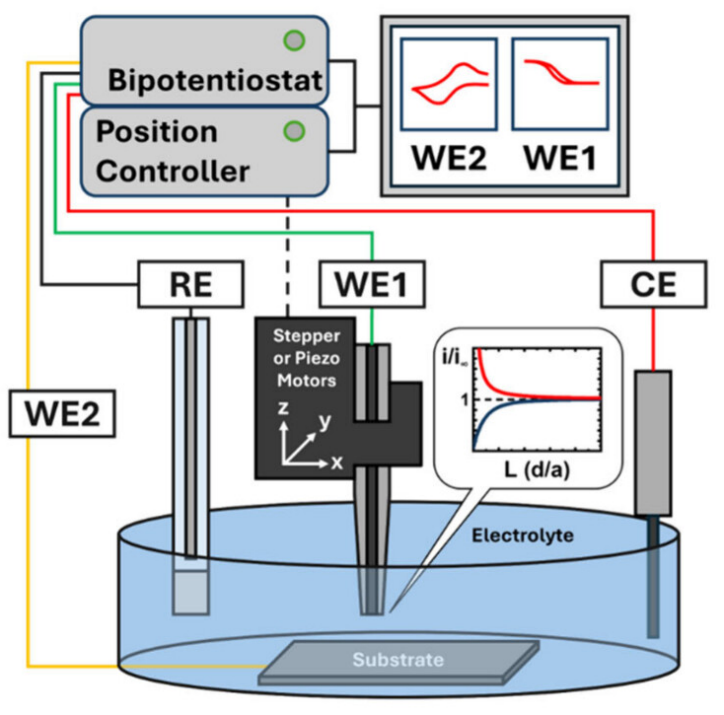 Bipotentiostat
Position
Controller
WE2
WE1
RE
WE1
CE
Stepper
or Piezo
Motors
z
y
x
i/i∞
1
L (d/a)
WE2
Electrolyte
Substrate